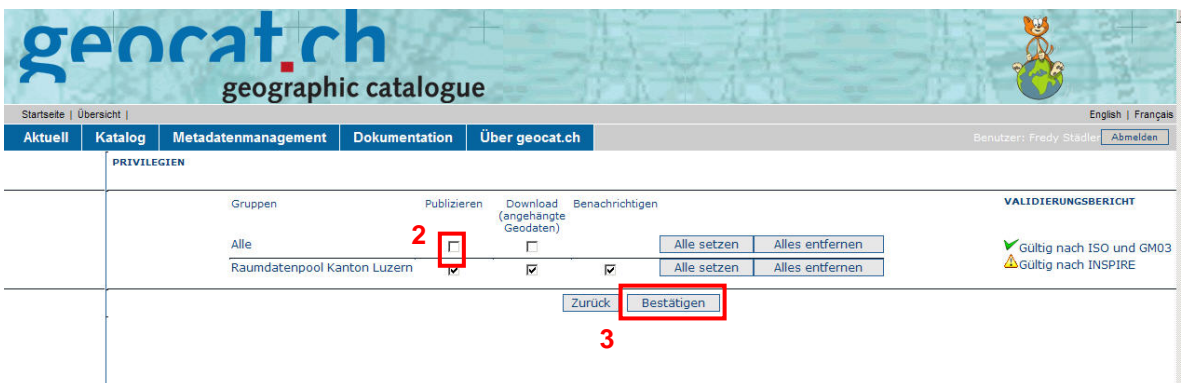 geocat.ch
geographic catalogue
Startseite | Übersicht |
English | Français
Aktuell Katalog Metadatenmanagement Dokumentation Über geocat.ch
Benutzer: Fredy Städler Abmelden
PRIVILEGIEN
Gruppen Publizieren Download (angehängte Geodaten) Benachrichtigen
VALIDIERUNGSBERICHT
2
Alle Alle setzen Alles entfernen
Gültig nach ISO und GM03
Raumdatenpool Kanton Luzern Alle setzen Alles entfernen
Gültig nach INSPIRE
Zurück Bestätigen
3